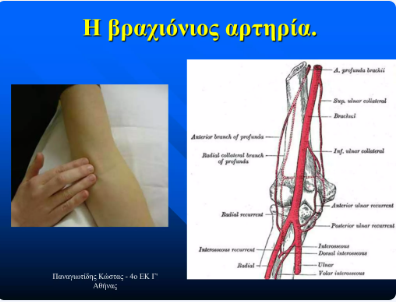 Η βραχιόνιος αρτηρία.
A. profunda brachii
Sup. ulnar collateral
Brachial
Anterior branch of profunda
Radial collateral branch
of profunda
Inf. ulnar collateral
Anterior ulnar recurrent
Radial recurrent
Posterior ulnar recurrent
Interosseous recurrent
Interosseous
Dorsal interosseous
Radial
Ulnar
Volar interosseous
Παναγιωτίδης Κώστας - 4ο ΕΚ Γ'
Αθήνας